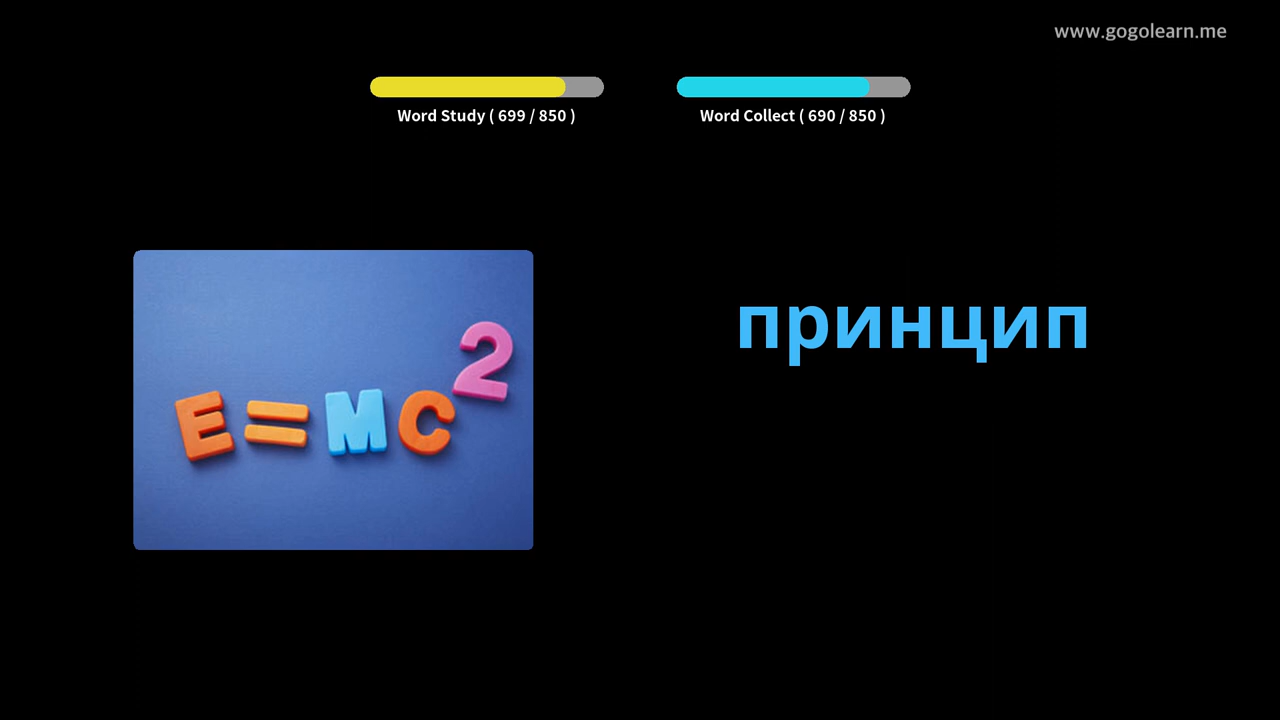 www.gogolearn.me
Word Study ( 699 / 850 )
Word Collect ( 690 / 850 )
принцип
E=MC²